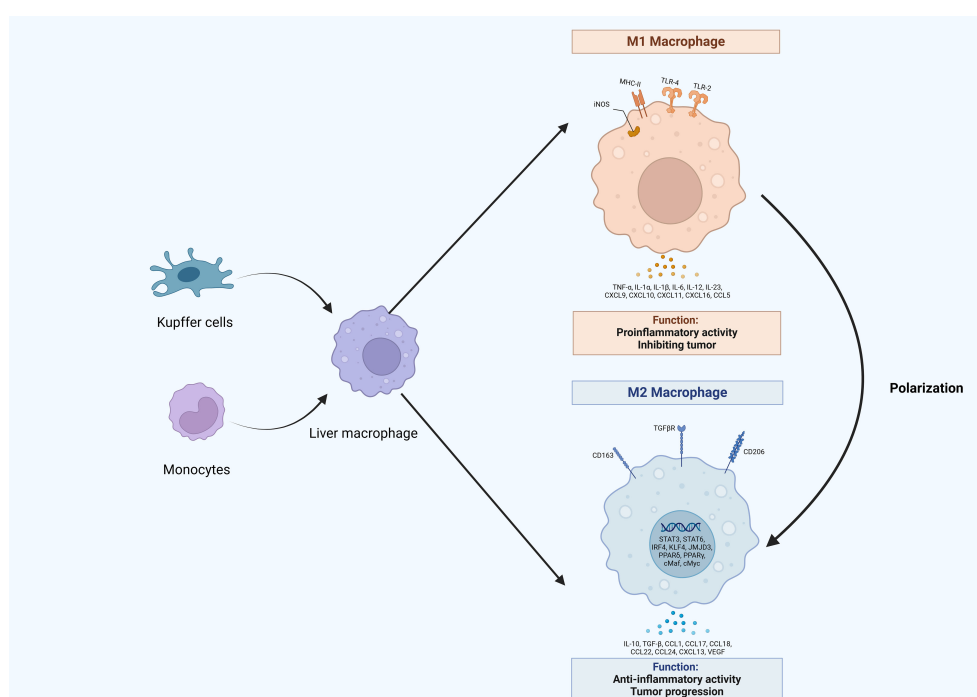 M1 Macrophage
MHC-II
TLR-4
TLR-2
iNOS
TNF-α, IL-1α, IL-1β, IL-6, IL-12, IL-23,
CXCL9, CXCL10, CXCL11, CXCL16, CCL5
Function:
Proinflammatory activity
Inhibiting tumor
Kupffer cells
Monocytes
Liver macrophage
Polarization
M2 Macrophage
TGFβR
CD163
CD206
STAT3, STAT6,
IRF4, KLF4, JMJD3,
PPARδ, PPARγ,
cMaf, cMyc
IL-10, TGF-β, CCL1, CCL17, CCL18,
CCL22, CCL24, CXCL13, VEGF
Function:
Anti-inflammatory activity
Tumor progression